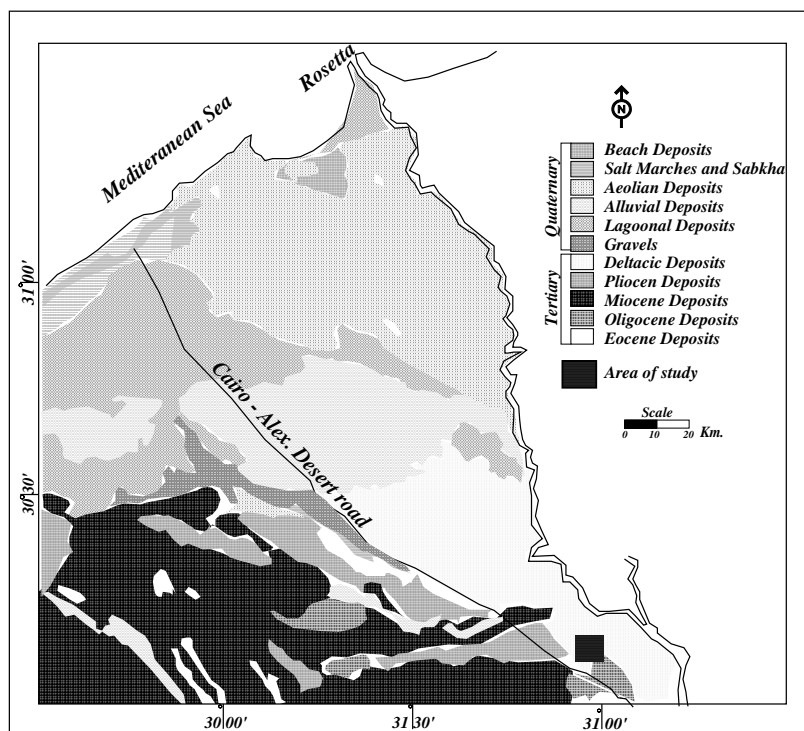 Rosetta
Mediteranean Sea
N
Quaternary
Beach Deposits
Salt Marches and Sabkha
Aeolian Deposits
Alluvial Deposits
Lagoonal Deposits
Gravels
Tertiary
Deltacic Deposits
Pliocen Deposits
Miocene Deposits
Oligocene Deposits
Eocene Deposits
Area of study
Scale
0 10 20 Km.
Cairo - Alex. Desert road
31°00'
30°30'
30°00'
31°30'
31°00'